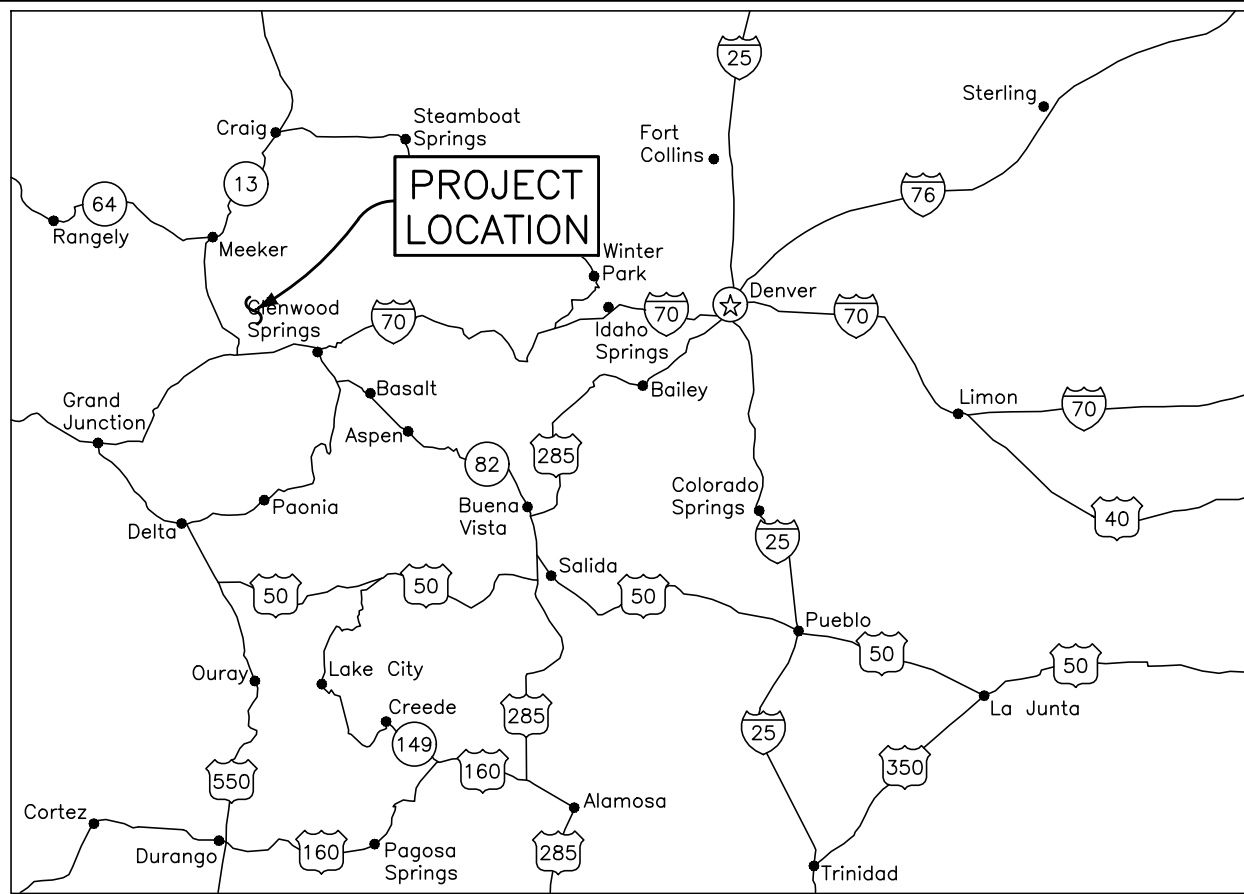 25
Sterling
Steamboat
Springs
Craig
Fort
Collins
13
76
64
PROJECT
LOCATION
Rangely
Meeker
Winter
Park
Denver
Glenwood
Springs
70
70
70
Idaho
Springs
Basalt
Bailey
Limon
70
Grand
Junction
Aspen
82
285
Colorado
Springs
Paonia
Buena
Vista
40
Delta
25
Salida
50
50
50
Pueblo
50
50
Ouray
Lake City
La Junta
Creede
285
25
149
550
160
350
Alamosa
Cortez
Durango
160
Pagosa
Springs
285
Trinidad